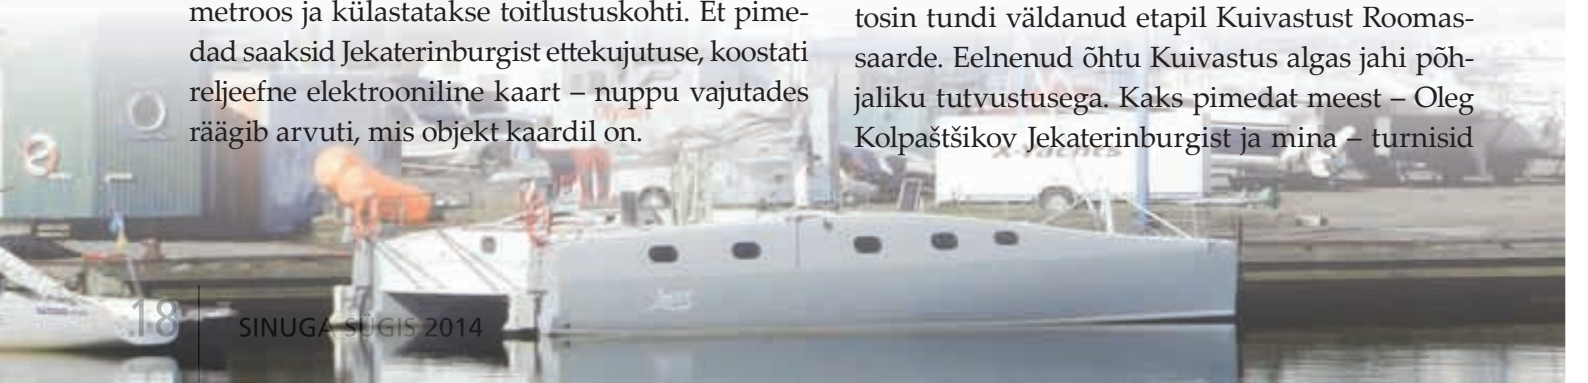 metroos ja külastatakse toitlustuskohti. Et pime-
dad saaksid Jekaterinburgist ettekujutuse, koostati
reljeefne elektrooniline kaart – nuppu vajutades
räägib arvuti, mis objekt kaardil on.
tosin tundi väldanud etapil Kuivastust Roomas-
saarde. Eelnenud õhtu Kuivastus algas jahi põh-
jaliku tutvustusega. Kaks pimedat meest – Oleg
Kolpaštšikov Jekaterinburgist ja mina – turnisid
X-Yachts
18
SINUGA SÜGIS 2014